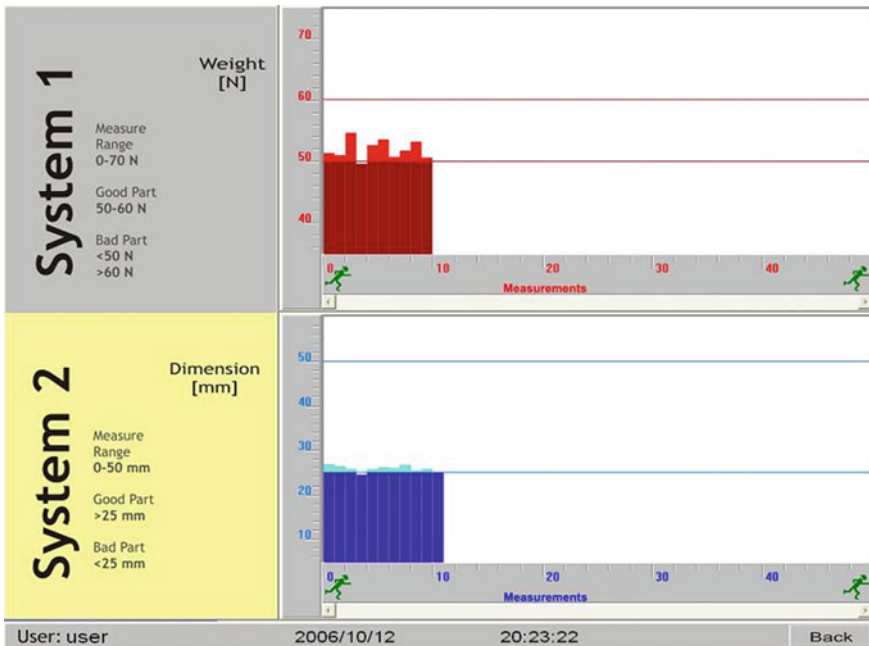 System 1
Weight
[N]
Measure
Range
0-70 N
Good Part
50-60 N
Bad Part
<50 N
>60 N
70
60
50
40
0 10 20 30 40
Measurements
System 2
Dimension
[mm]
Measure
Range
0-50 mm
Good Part
>25 mm
Bad Part
<25 mm
50
40
30
20
10
0 10 20 30 40
Measurements
User: user 2006/10/12 20:23:22 Back